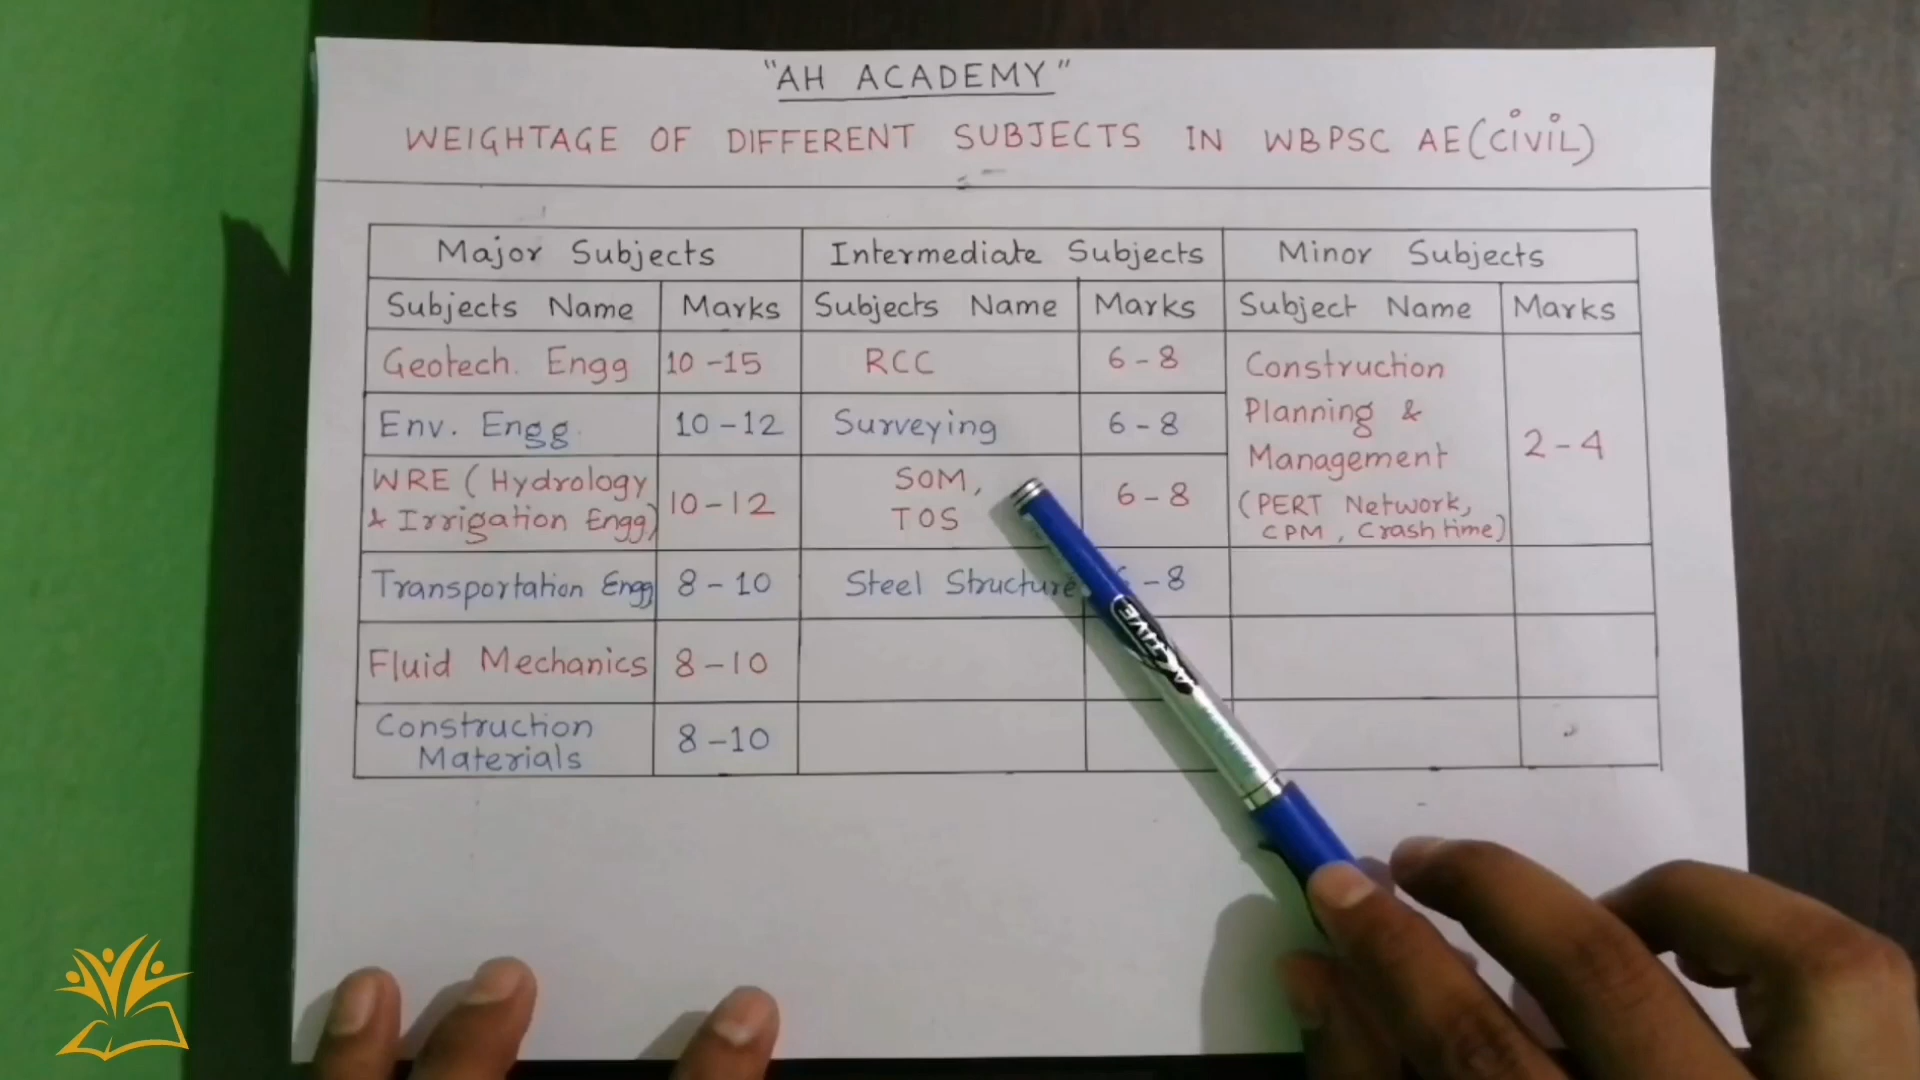 "AH ACADEMY"
WEIGHTAGE OF DIFFERENT SUBJECTS IN WBPSC AE(CIVIL)
Major Subjects
Intermediate Subjects
Minor Subjects
Subjects Name
Marks
Subjects Name
Marks
Subject Name
Marks
Geotech. Engg
10-15
RCC
6-8
Construction
Planning &
Management
(PERT Network,
CPM, Crash time)
2-4
Env. Engg.
10-12
Surveying
6-8
WRE (Hydrology
& Irrigation Engg)
10-12
SOM,
TOS
6-8
Transportation Engg
8-10
Steel Structure
-8
Fluid Mechanics
8-10
Construction
Materials
8-10
ACTIVE